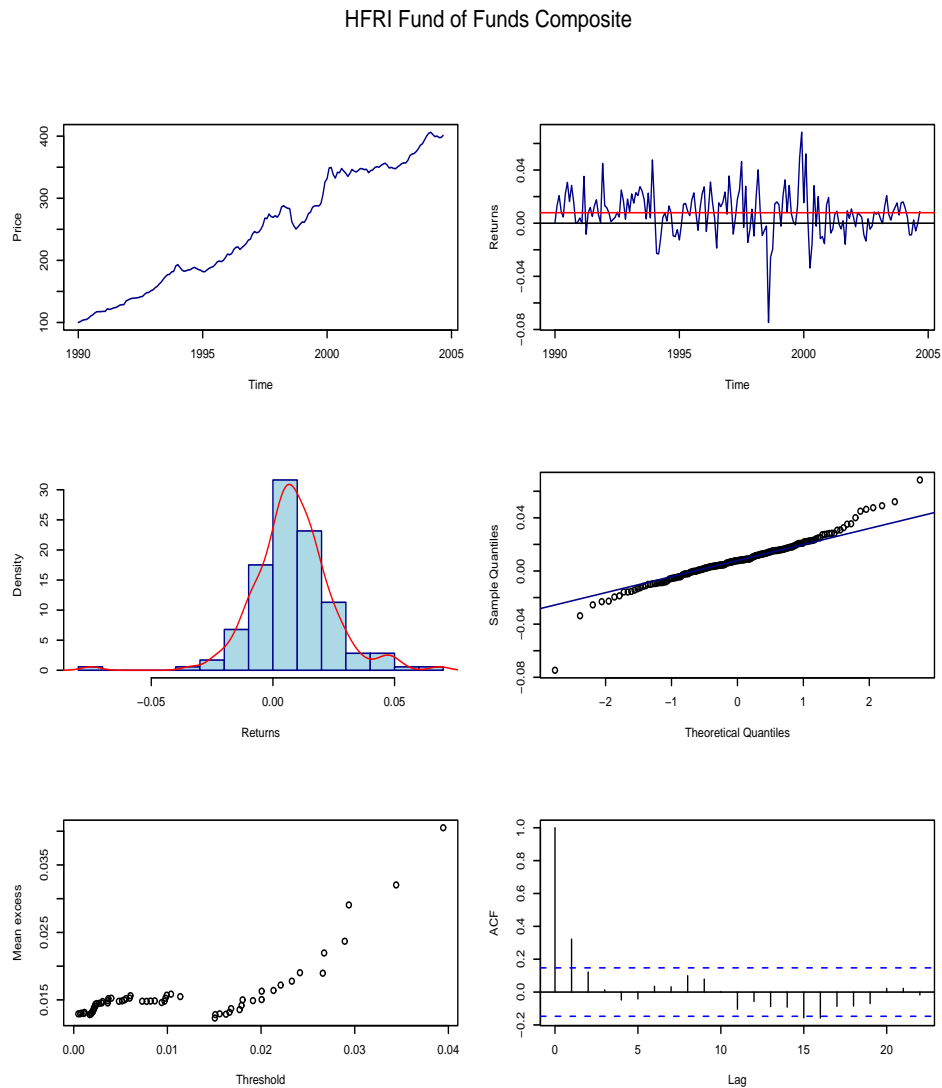 HFRI Fund of Funds Composite
Price
100 200 300 400
1990 1995 2000 2005
Time
Returns
−0.08 −0.04 0.00 0.04
1990 1995 2000 2005
Time
Density
0 5 10 15 20 25 30
−0.05 0.00 0.05
Returns
Sample Quantiles
−0.08 −0.04 0.00 0.04
−2 −1 0 1 2
Theoretical Quantiles
Mean excess
0.015 0.025 0.035
0.00 0.01 0.02 0.03 0.04
Threshold
ACF
−0.2 0.0 0.2 0.4 0.6 0.8 1.0
0 5 10 15 20
Lag